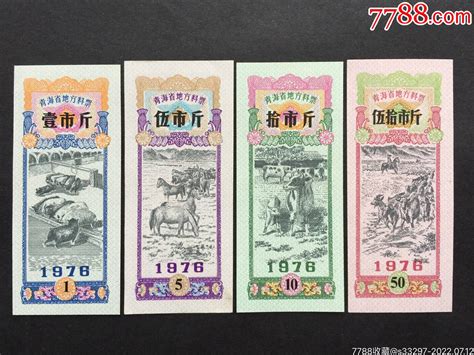 7788.com
青海省地方料票
壹市斤
1976
1
青海省地方料票
伍市斤
1976
5
青海省地方料票
拾市斤
1976
10
青海省地方料票
伍拾市斤
1976
50
7788收藏@s33297-2022.0712